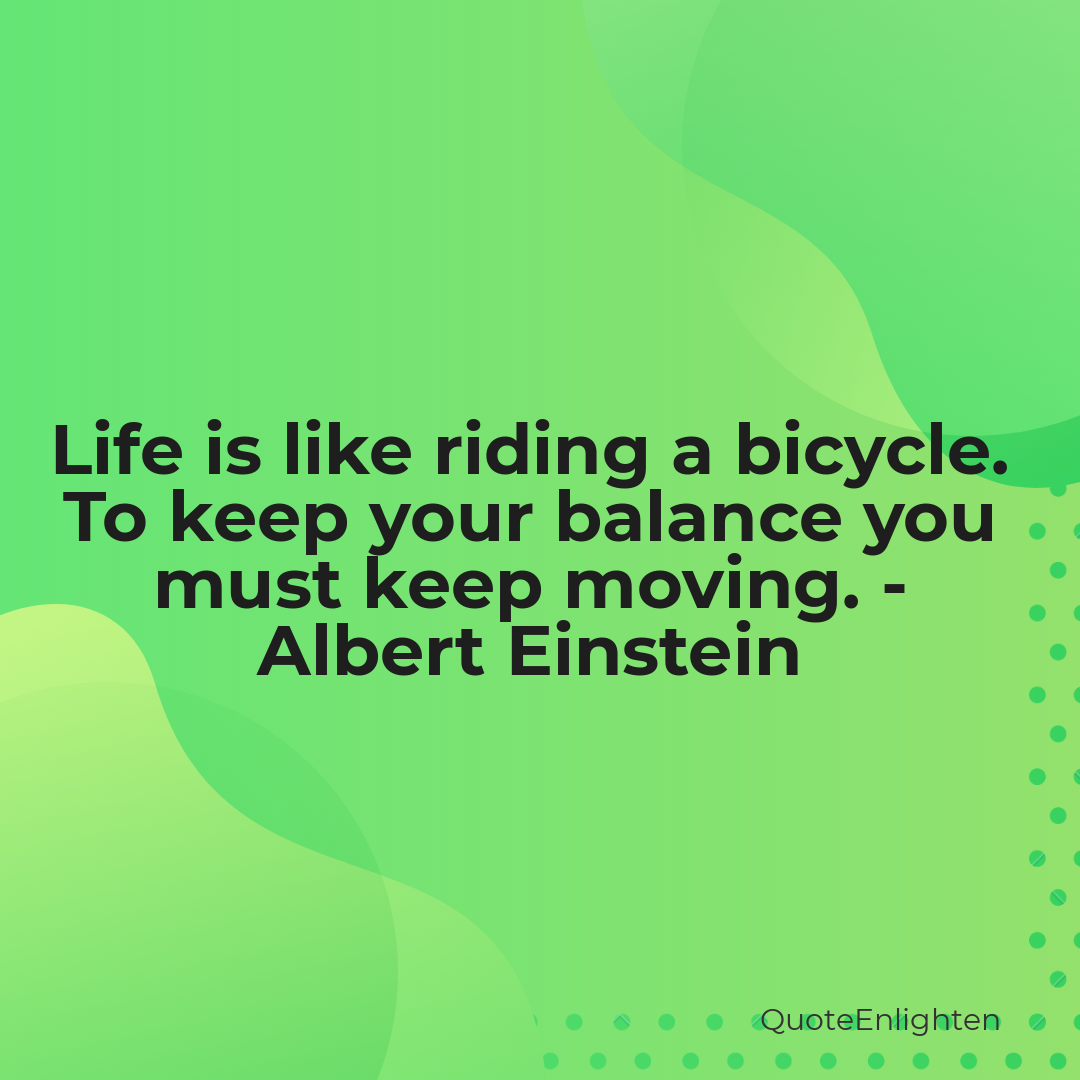 Life is like riding a bicycle.
To keep your balance you
must keep moving. -
Albert Einstein
QuoteEnlighten